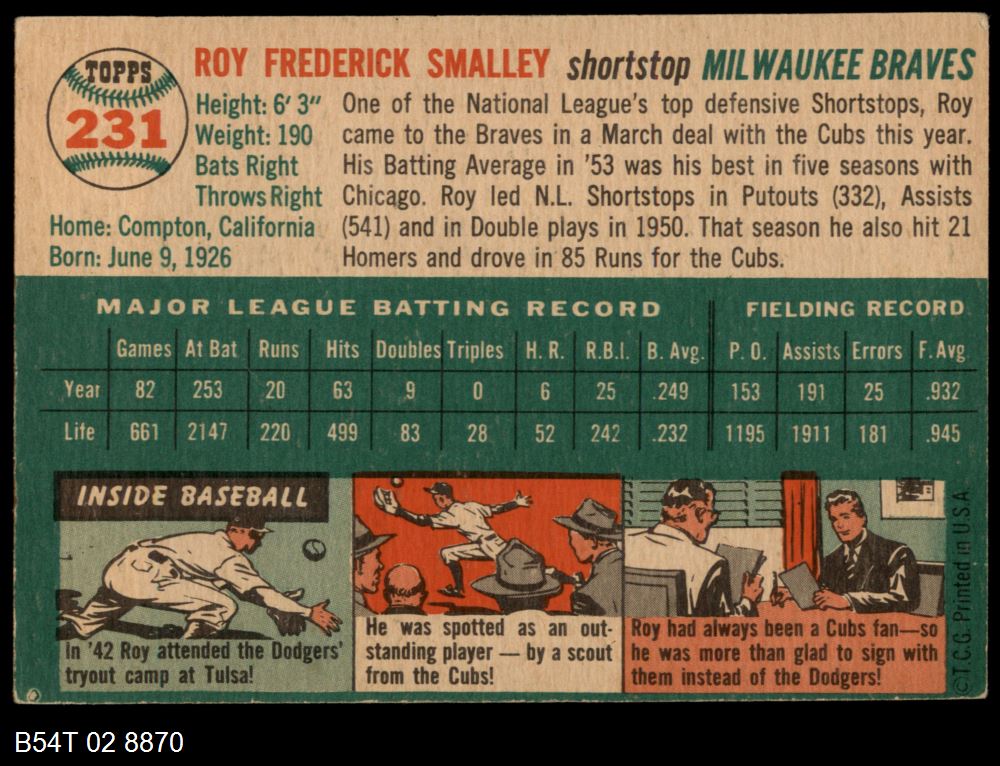 TOPPS
231
ROY FREDERICK SMALLEY shortstop MILWAUKEE BRAVES
Height: 6' 3"
Weight: 190
Bats Right
Throws Right
Home: Compton, California
Born: June 9, 1926
One of the National League's top defensive Shortstops, Roy
came to the Braves in a March deal with the Cubs this year.
His Batting Average in '53 was his best in five seasons with
Chicago. Roy led N.L. Shortstops in Putouts (332), Assists
(541) and in Double plays in 1950. That season he also hit 21
Homers and drove in 85 Runs for the Cubs.
MAJOR LEAGUE BATTING RECORD FIELDING RECORD
Games At Bat Runs Hits Doubles Triples H. R. R.B.I. B. Avg. P. O. Assists Errors F. Avg.
Year 82 253 20 63 9 0 6 25 .249 153 191 25 .932
Life 661 2147 220 499 83 28 52 242 .232 1195 1911 181 .945
INSIDE BASEBALL
In '42 Roy attended the Dodgers'
tryout camp at Tulsa!
He was spotted as an out-
standing player — by a scout
from the Cubs!
Roy had always been a Cubs fan—so
he was more than glad to sign with
them instead of the Dodgers!
©T.C.G. Printed in U.S.A.
B54T 02 8870